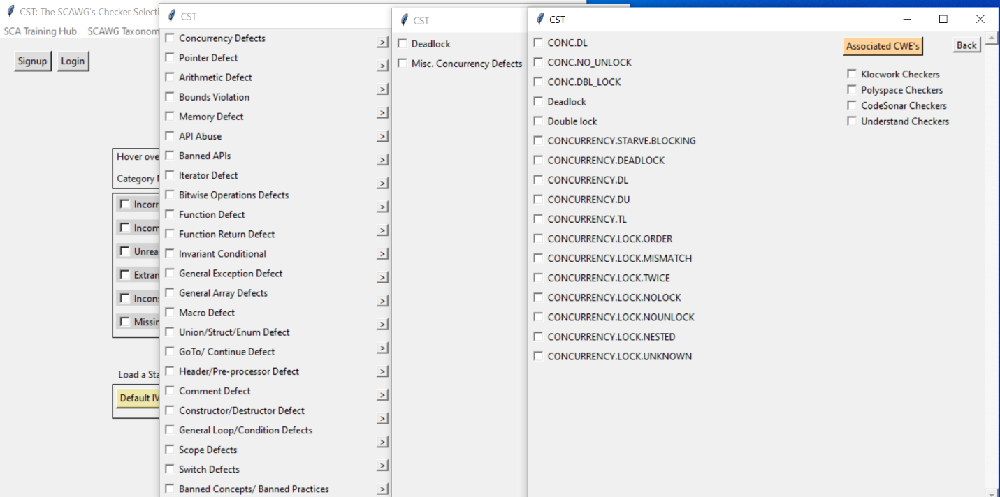 CST: The SCAWG's Checker Selecti
SCA Training Hub SCAWG Taxonom
Signup Login
Hover ove
Category
Incorr
Incom
Unrea
Extran
Incons
Missin
Load a Sta
Default IV
CST
Concurrency Defects >
Pointer Defect >
Arithmetic Defect >
Bounds Violation >
Memory Defect >
API Abuse >
Banned APIs >
Iterator Defect >
Bitwise Operations Defects >
Function Defect >
Function Return Defect >
Invariant Conditional >
General Exception Defect >
General Array Defects >
Macro Defect >
Union/Struct/Enum Defect >
GoTo/ Continue Defect >
Header/Pre-processor Defect >
Comment Defect >
Constructor/Destructor Defect >
General Loop/Condition Defects
Scope Defects
Switch Defects
Banned Concepts/ Banned Practices
CST
Deadlock
Misc. Concurrency Defects
CST
CONC.DL
CONC.NO_UNLOCK
CONC.DBL_LOCK
Deadlock
Double lock
CONCURRENCY.STARVE.BLOCKING
CONCURRENCY.DEADLOCK
CONCURRENCY.DL
CONCURRENCY.DU
CONCURRENCY.TL
CONCURRENCY.LOCK.ORDER
CONCURRENCY.LOCK.MISMATCH
CONCURRENCY.LOCK.TWICE
CONCURRENCY.LOCK.NOLOCK
CONCURRENCY.LOCK.NOUNLOCK
CONCURRENCY.LOCK.NESTED
CONCURRENCY.LOCK.UNKNOWN
Associated CWE's Back
Klocwork Checkers
Polyspace Checkers
CodeSonar Checkers
Understand Checkers